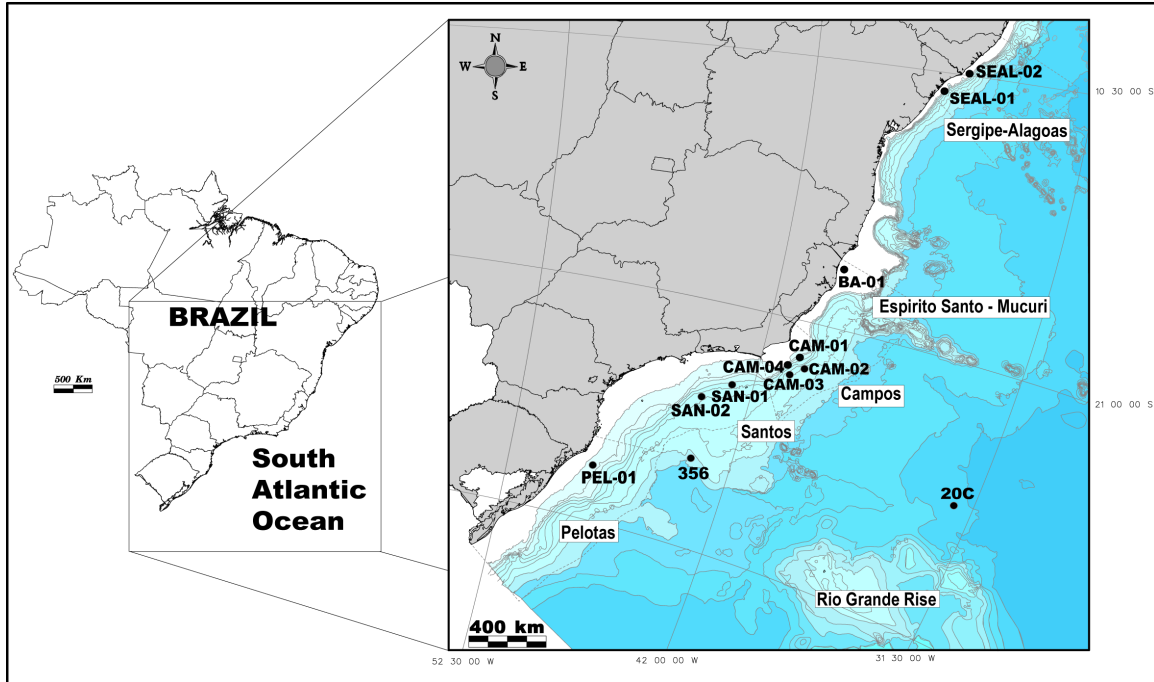 BRAZIL
500 Km
South
Atlantic
Ocean
N
W E
S
SEAL-02
SEAL-01
10 30 00 S
Sergipe-Alagoas
BA-01
Espirito Santo - Mucuri
CAM-01
CAM-04
CAM-02
CAM-03
SAN-01
Campos
SAN-02
21 00 00 S
Santos
356
PEL-01
20C
Pelotas
Rio Grande Rise
400 km
52 30 00 W
42 00 00 W
31 30 00 W